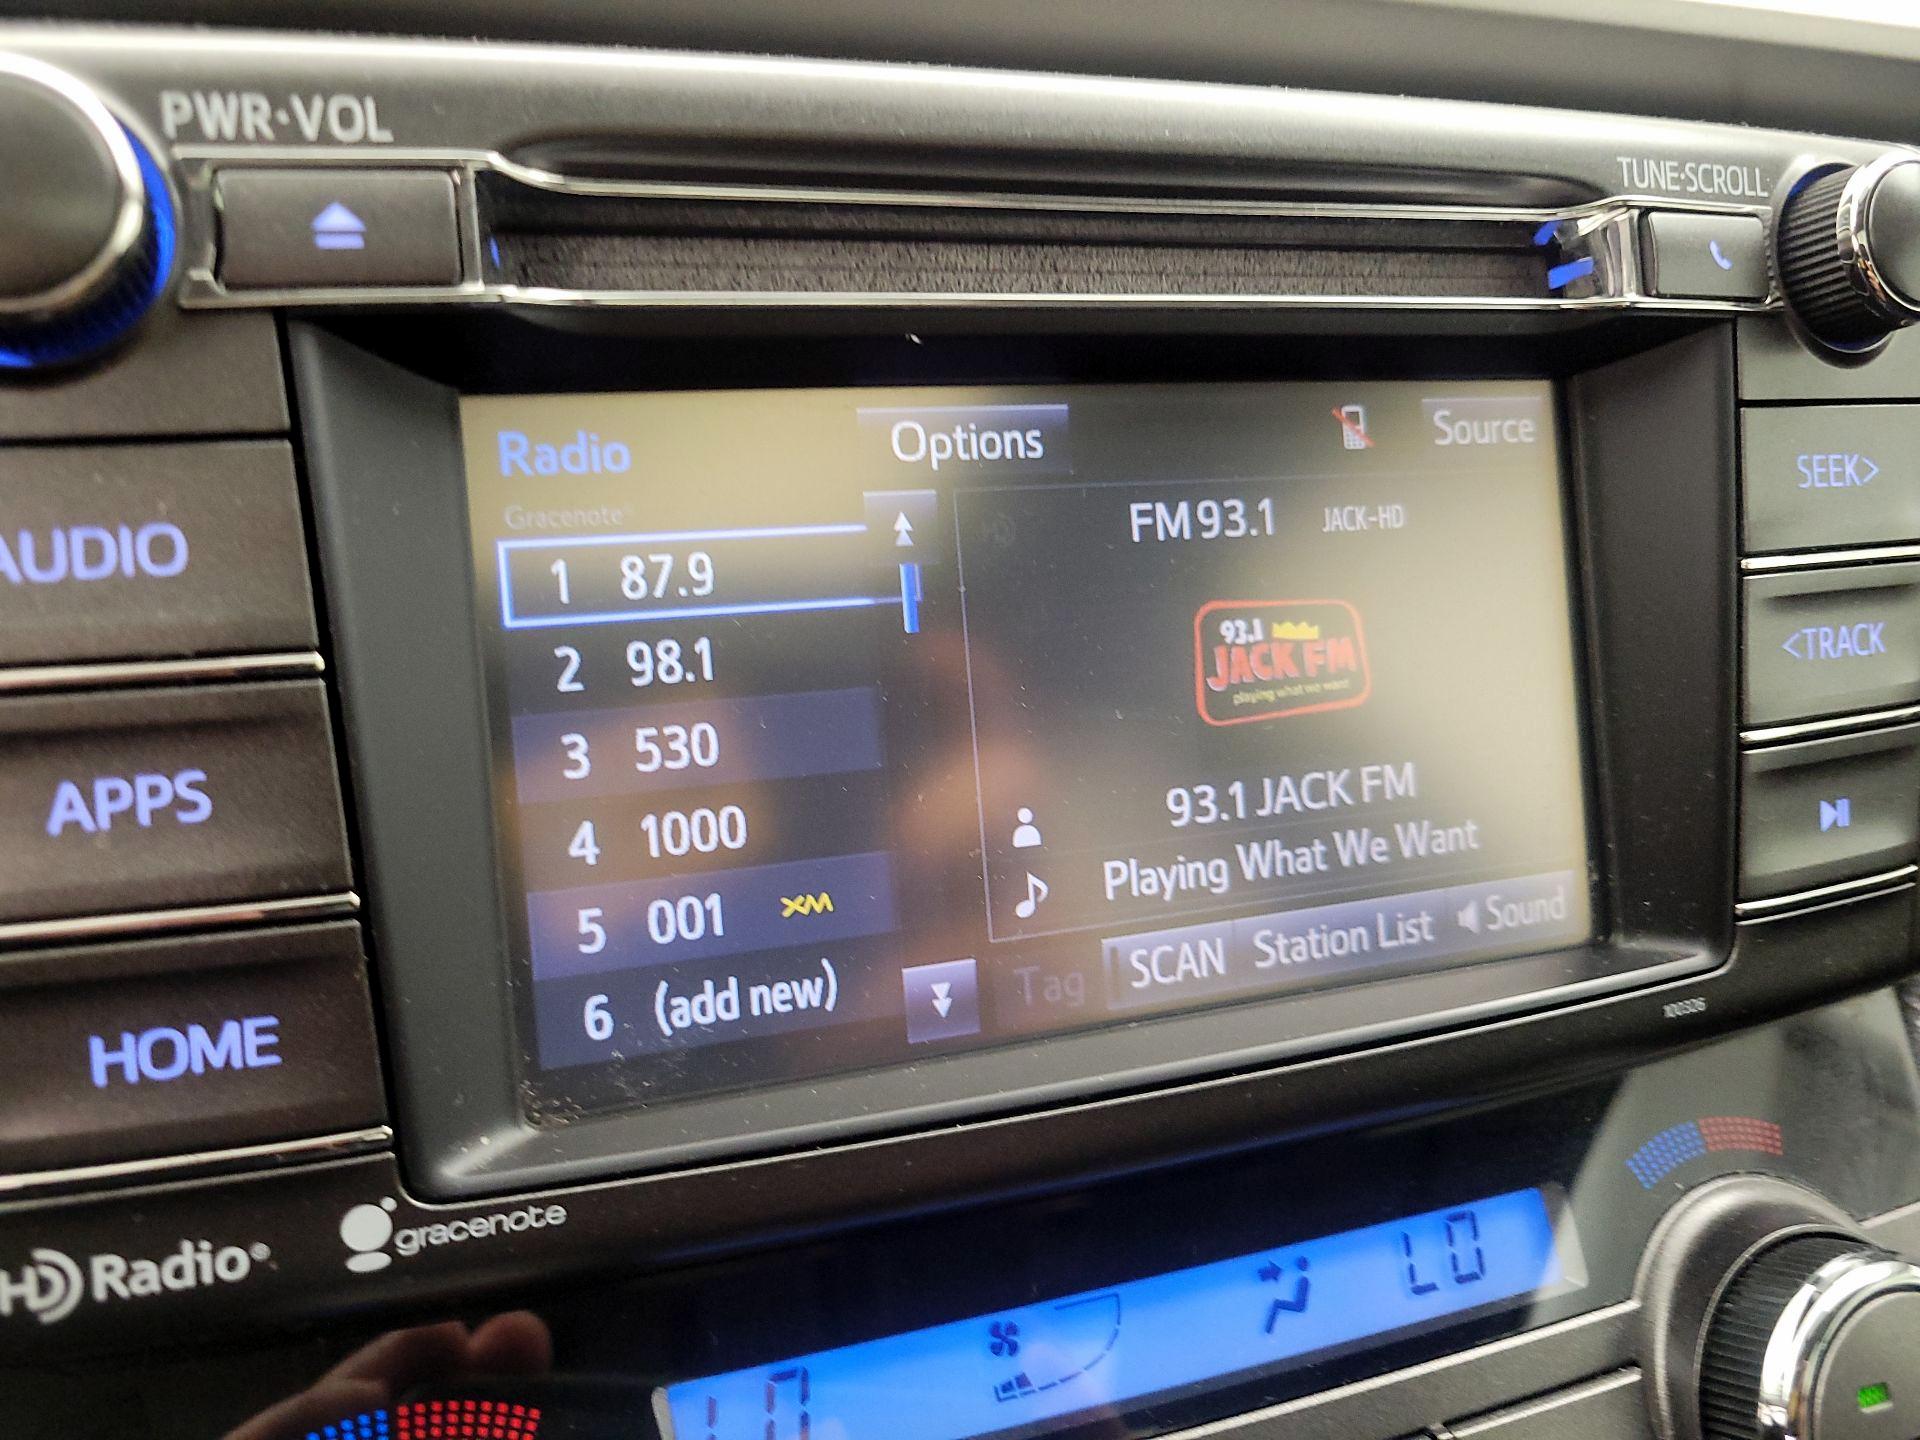 PWR·VOL
TUNE·SCROLL
Radio
Options
Source
Gracenote®
FM 93.1 JACK-HD
1 87.9
2 98.1
3 530
4 1000
5 001 XM
6 (add new)
93.1
JACK FM
playing what we want
93.1 JACK FM
Playing What We Want
Tag
SCAN
Station List
Sound
AUDIO
APPS
HOME
SEEK>
<TRACK
100326
HD Radio®
gracenote
LO
LO